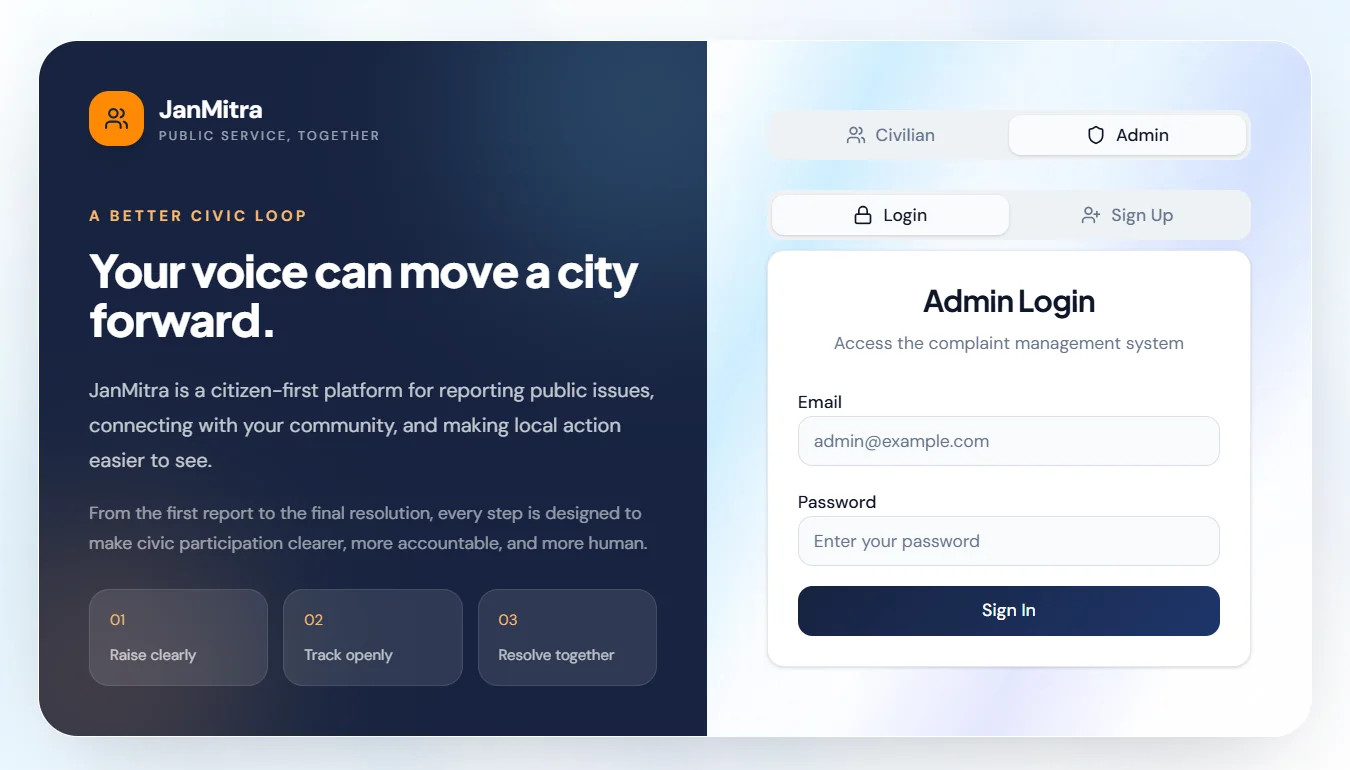 JanMitra
PUBLIC SERVICE, TOGETHER
A BETTER CIVIC LOOP
Your voice can move a city
forward.
JanMitra is a citizen-first platform for reporting public issues,
connecting with your community, and making local action
easier to see.
From the first report to the final resolution, every step is designed to
make civic participation clearer, more accountable, and more human.
01
Raise clearly
02
Track openly
03
Resolve together
Civilian
Admin
Login
Sign Up
Admin Login
Access the complaint management system
Email
admin@example.com
Password
Enter your password
Sign In